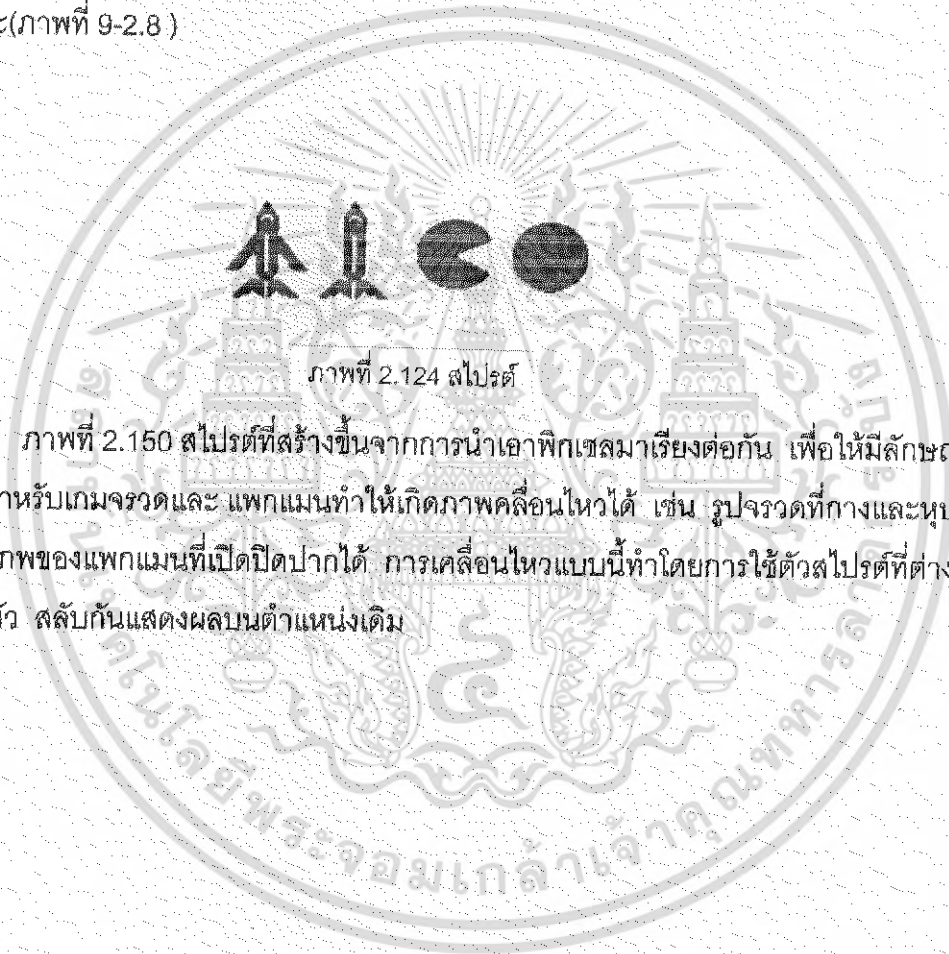 ะ(ภาพที่ 9-2.8 )
ภาพที่ 2.124 สไปรต์
ภาพที่ 2.150 สไปรต์ที่สร้างขึ้นจากการนำเอาพิกเซลมาเรียงต่อกัน เพื่อให้มีลักษณ
าหรับเกมจรวดและ แพกแมนทำให้เกิดภาพคลื่อนไหวได้ เช่น รูปจรวดที่กางและหุบ
ภพของแพกแมนที่เปิดปิดปากได้ การเคลื่อนไหวแบบนี้ทำโดยการใช้ตัวสไปรต์ที่ต่าง
ตัว สลับกันแสดงผลบนตำแหน่งเดิม